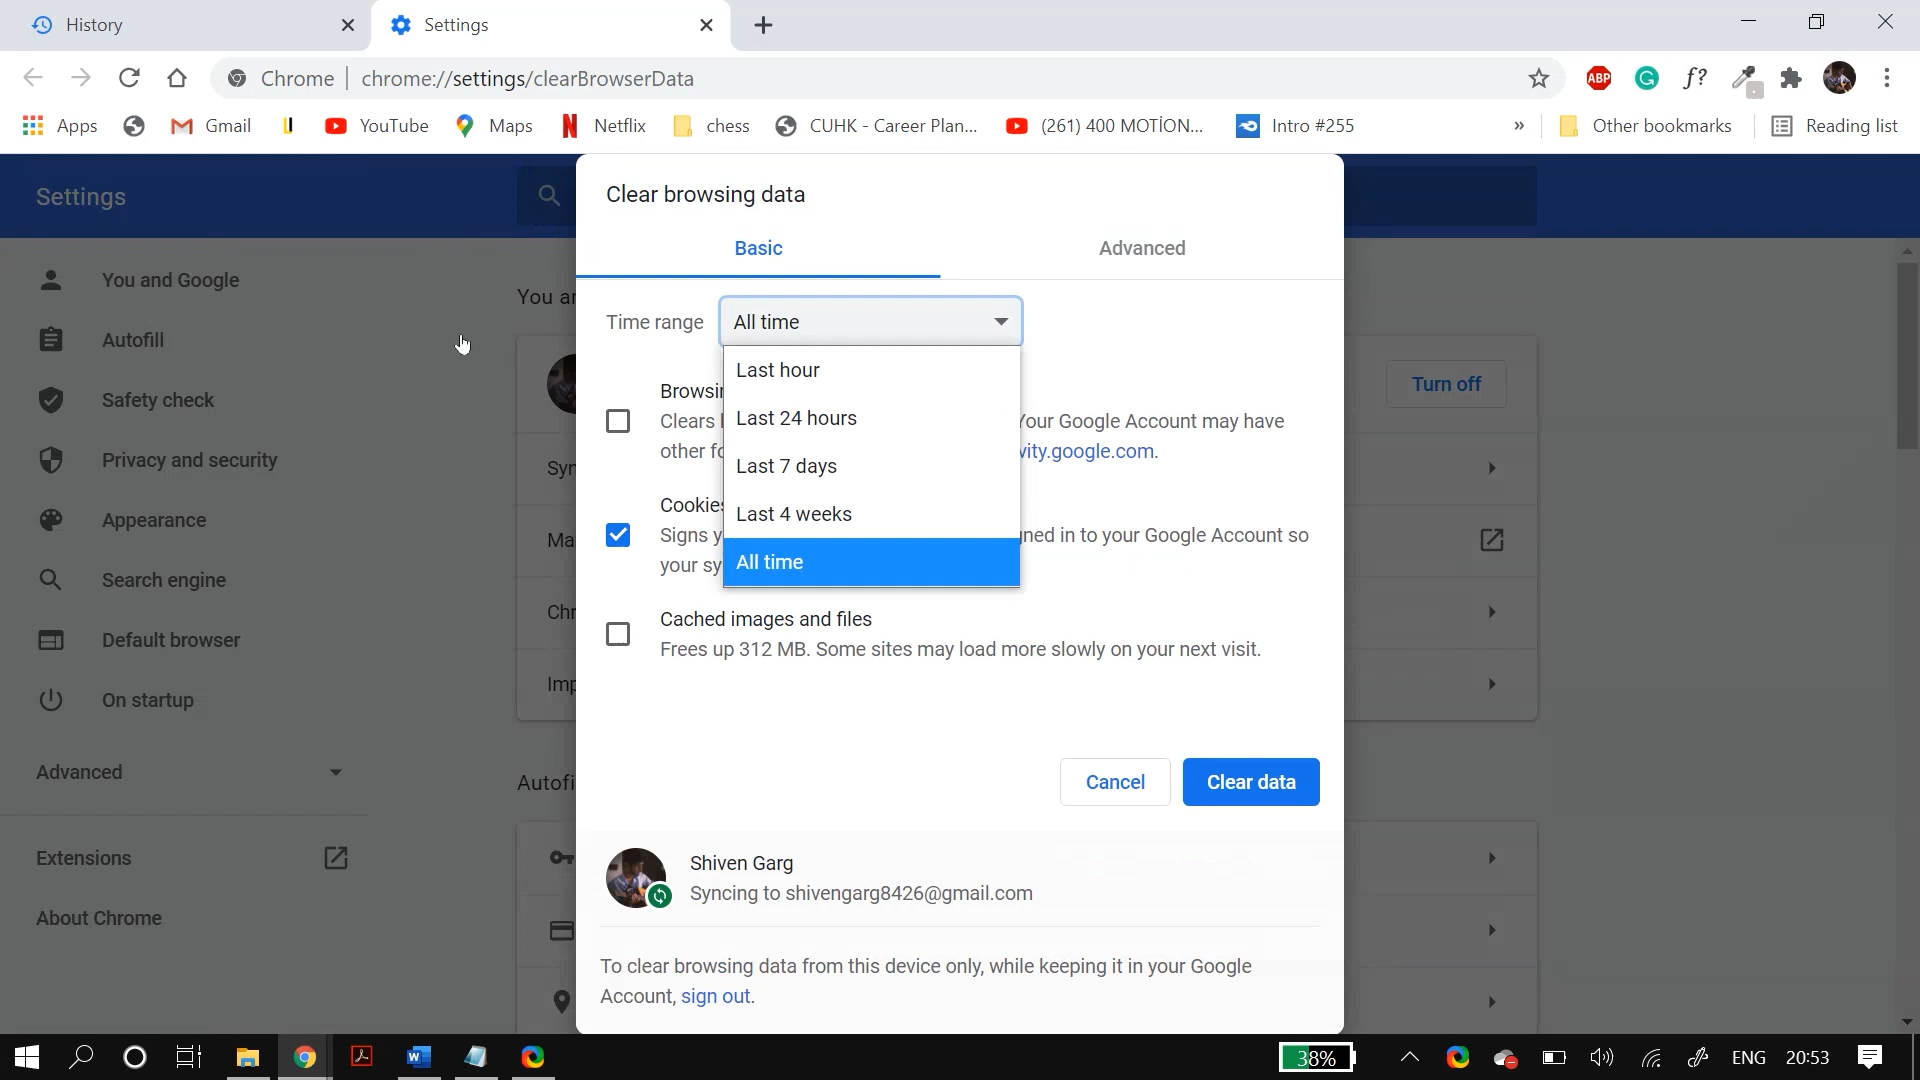 History
Settings
Chrome
chrome://settings/clearBrowserData
ABP
G
f?
Apps
Gmail
YouTube
Maps
Netflix
chess
CUHK - Career Plan...
(261) 400 MOTİON...
Intro #255
»
Other bookmarks
Reading list
Settings
Clear browsing data
Basic
Advanced
You and Google
Autofill
Safety check
Privacy and security
Appearance
Search engine
Default browser
On startup
Advanced
Extensions
About Chrome
You ar
Turn off
Syn
Ma
Chr
Imp
Autofi
Time range
All time
Last hour
Last 24 hours
Last 7 days
Last 4 weeks
All time
Browsin
Clears Your Google Account may have
other fo vity.google.com.
Cookies
Signs y ned in to your Google Account so
your sy
Cached images and files
Frees up 312 MB. Some sites may load more slowly on your next visit.
Cancel
Clear data
Shiven Garg
Syncing to shivengarg8426@gmail.com
To clear browsing data from this device only, while keeping it in your Google
Account, sign out.
38%
ENG
20:53